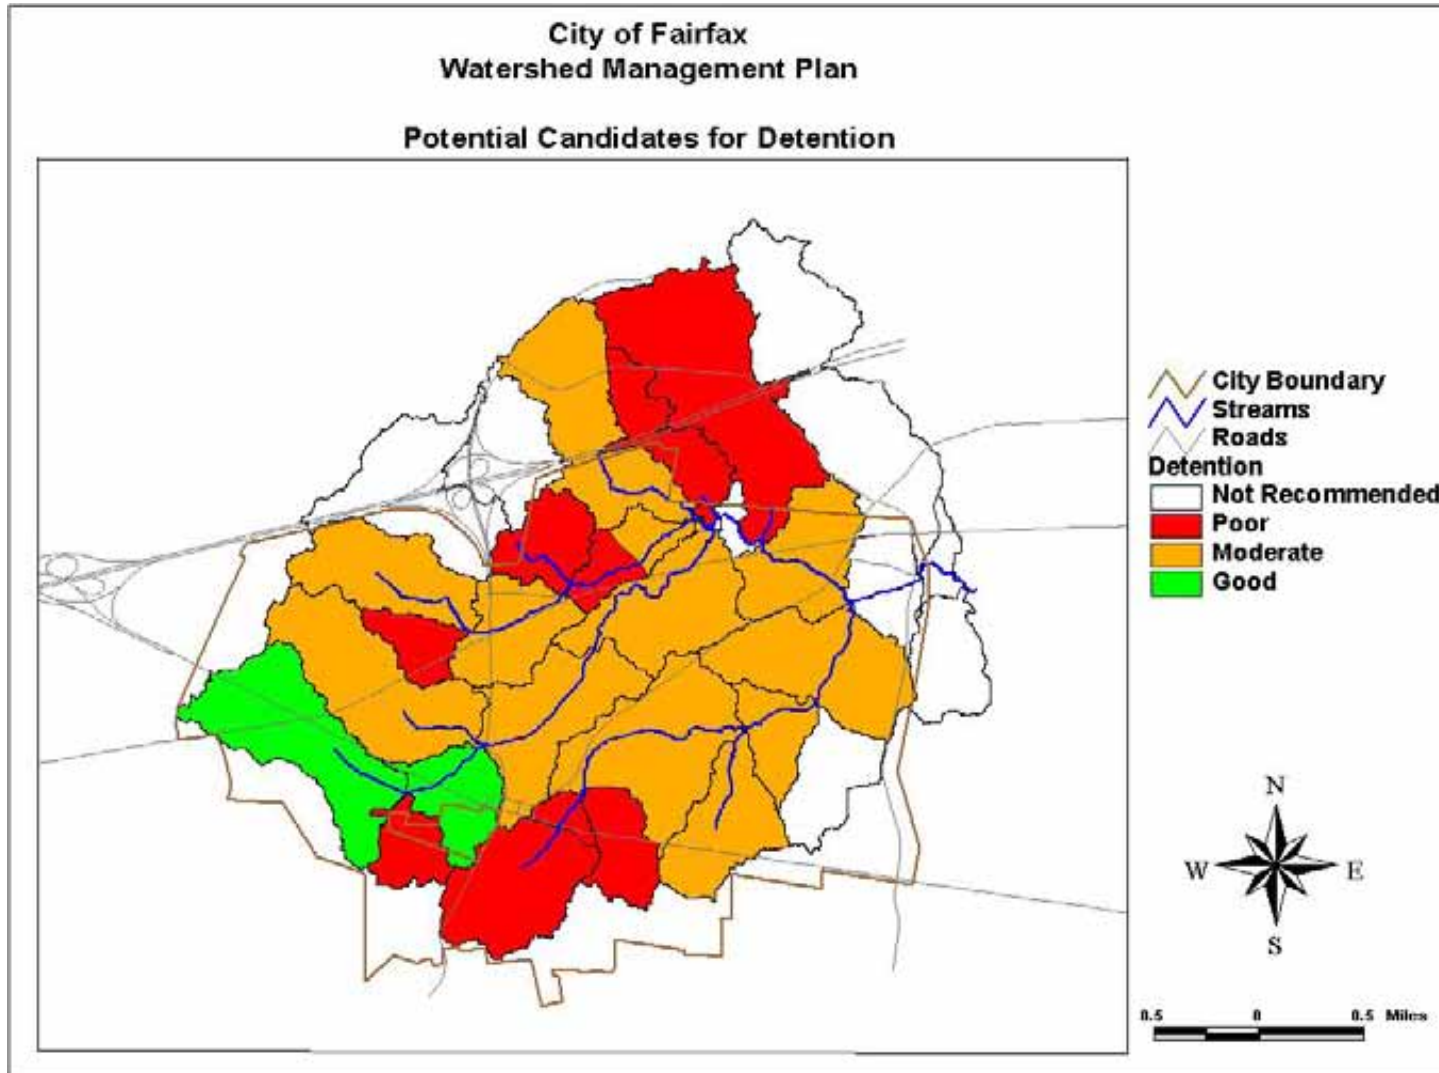 City of Fairfax
Watershed Management Plan
Potential Candidates for Detention
City Boundary
Streams
Roads
Detention
Not Recommended
Poor
Moderate
Good
N
W E
S
0.5 0 0.5 Miles